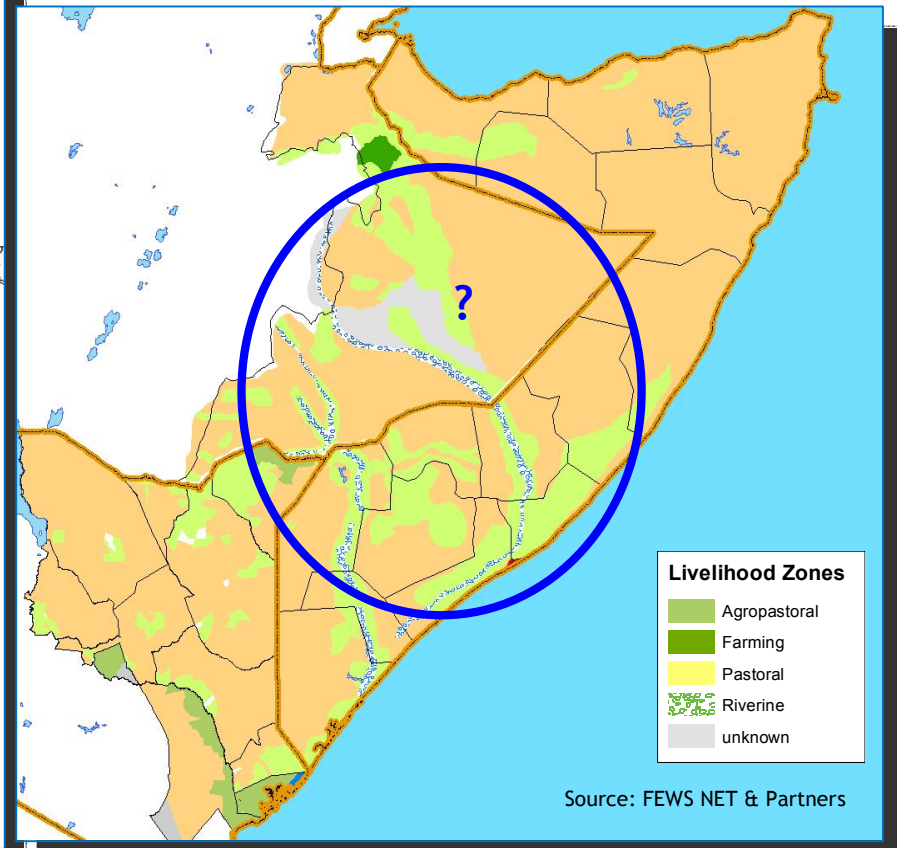 ?
Livelihood Zones
Agropastoral
Farming
Pastoral
Riverine
unknown
Source: FEWS NET & Partners